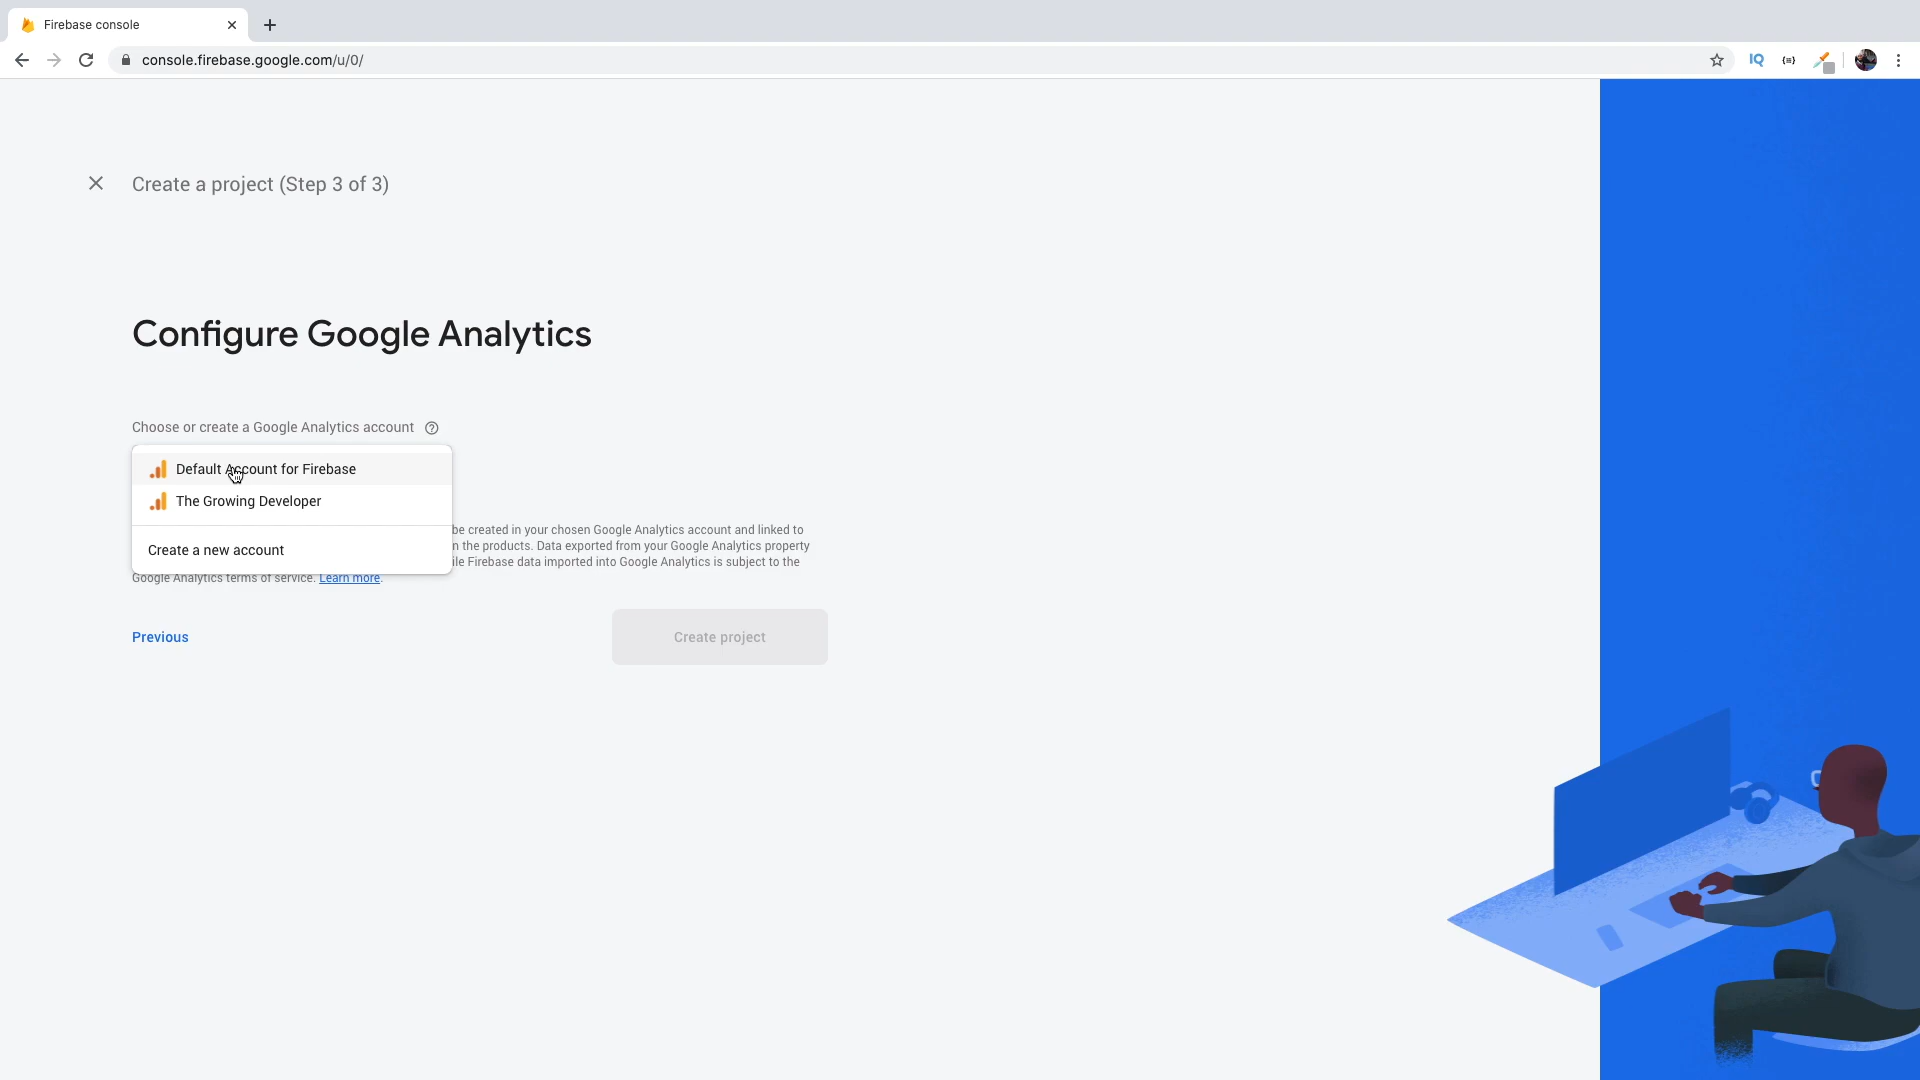 Firebase console
console.firebase.google.com/u/0/
IQ
Create a project (Step 3 of 3)
Configure Google Analytics
Choose or create a Google Analytics account
Default Account for Firebase
The Growing Developer
be created in your chosen Google Analytics account and linked to
n the products. Data exported from your Google Analytics property
Create a new account
ile Firebase data imported into Google Analytics is subject to the
Google Analytics terms of service. Learn more.
Previous
Create project